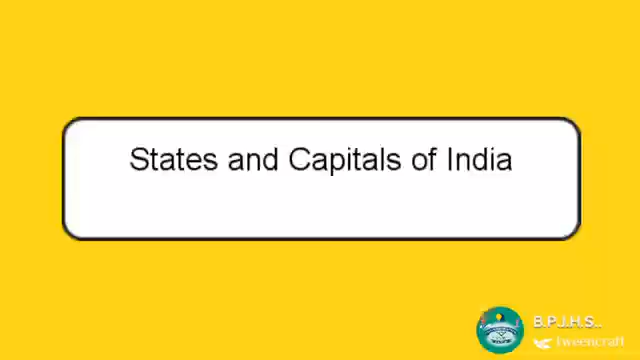 States and Capitals of India
B.P.J.H.S..
Tweencraft